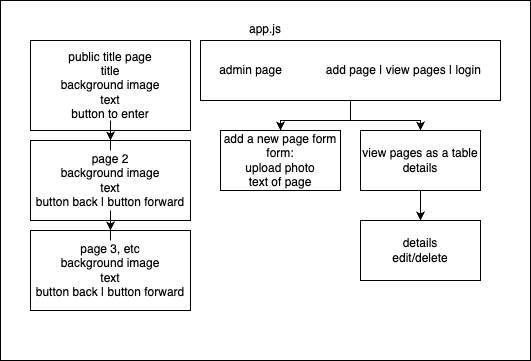 app.js
public title page
title
background image
text
button to enter
page 2
background image
text
button back | button forward
page 3, etc
background image
text
button back | button forward
admin page
add page | view pages | login
add a new page form
form:
upload photo
text of page
view pages as a table
details
details
edit/delete